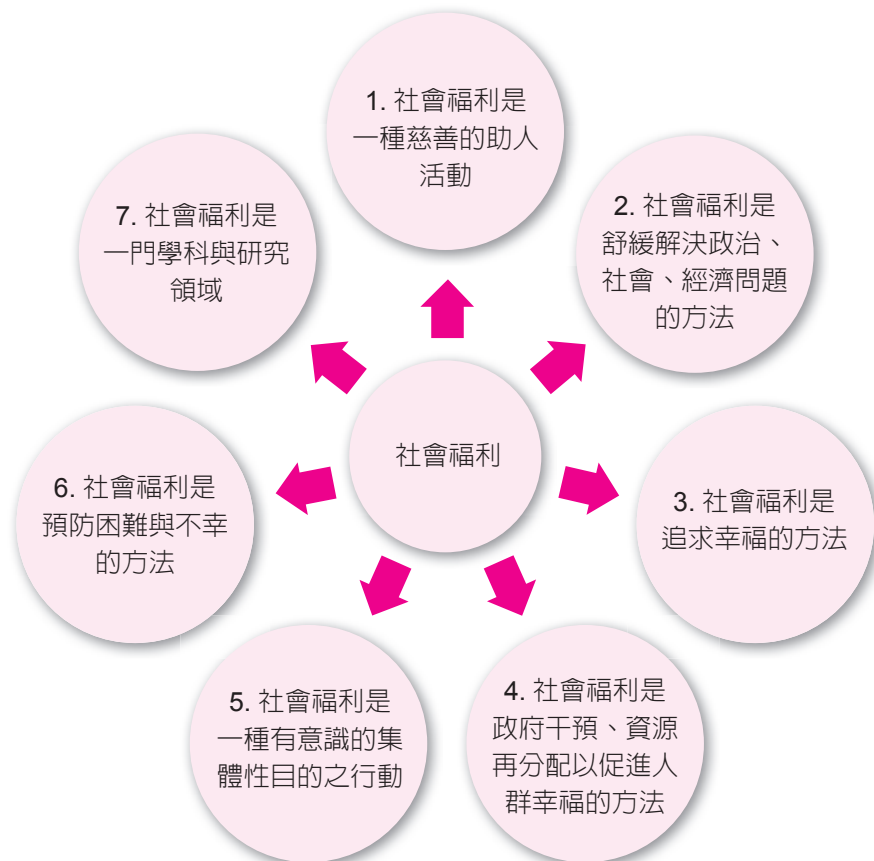 1. 社會福利是
一種慈善的助人
活動
2. 社會福利是
舒緩解決政治、
社會、經濟問題
的方法
3. 社會福利是
追求幸福的方法
4. 社會福利是
政府干預、資源
再分配以促進人
群幸福的方法
5. 社會福利是
一種有意識的集
體性目的之行動
6. 社會福利是
預防困難與不幸
的方法
7. 社會福利是
一門學科與研究
領域
社會福利